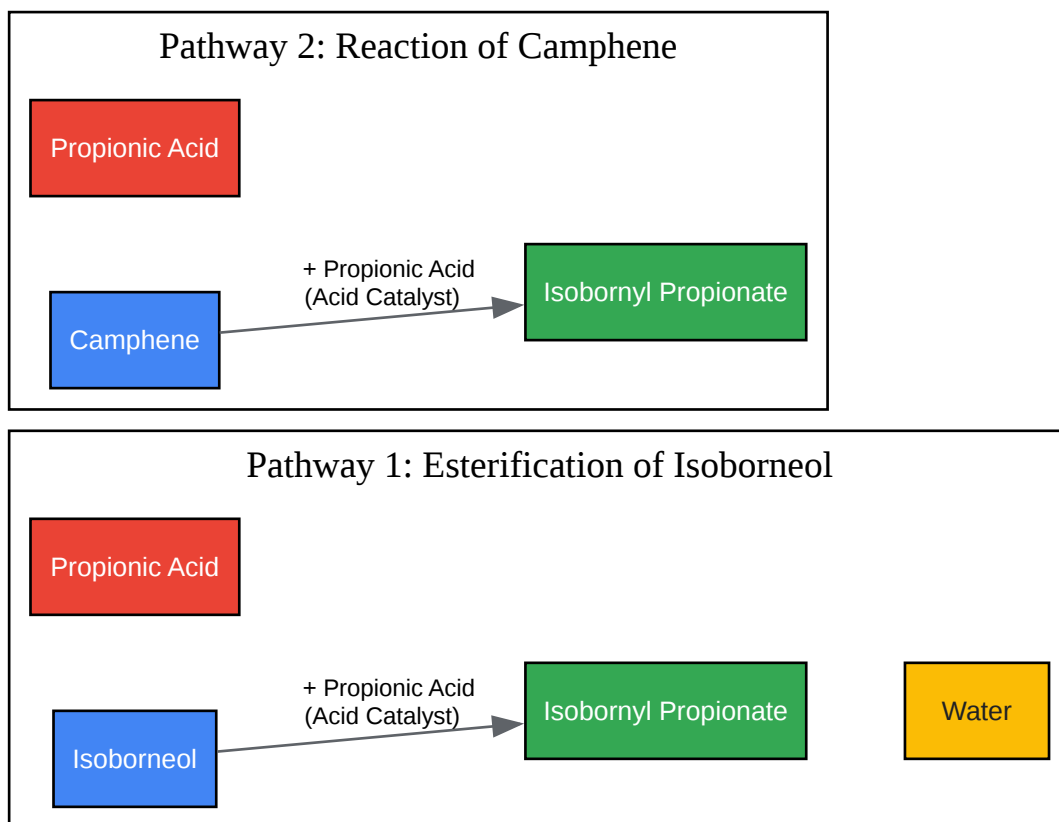 Pathway 2: Reaction of Camphene
Propionic Acid
+ Propionic Acid
(Acid Catalyst)
Isobornyl Propionate
Camphene
Pathway 1: Esterification of Isoborneol
Propionic Acid
+ Propionic Acid
(Acid Catalyst)
Isobornyl Propionate
Water
Isoborneol